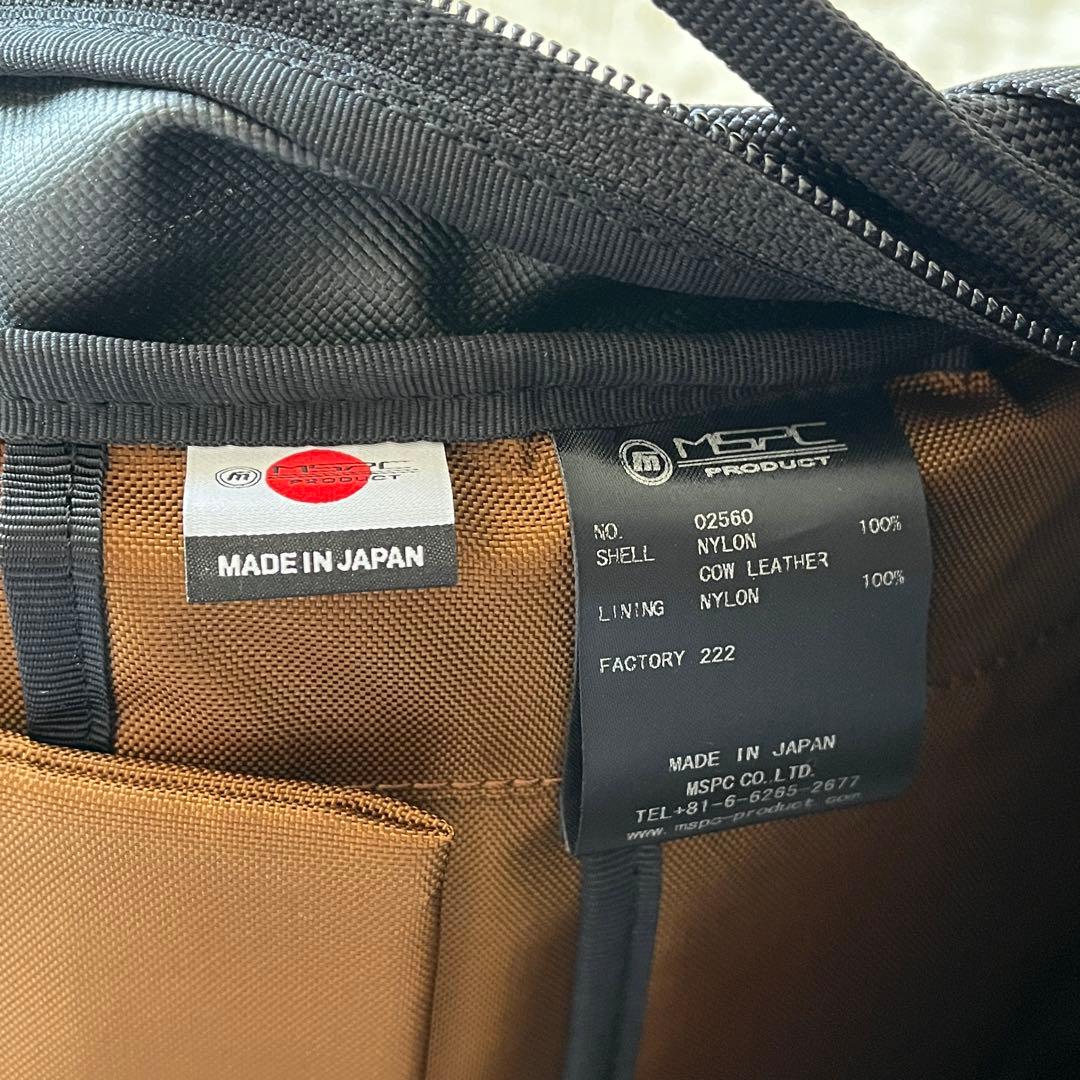 m MSPC
PRODUCT
MADE IN JAPAN
m MSPC
PRODUCT
NO. 02560
SHELL NYLON 100%
COW LEATHER
LINING NYLON 100%
FACTORY 222
MADE IN JAPAN
MSPC CO.,LTD.
TEL+81-6-6265-2677
www.mspc-product.com